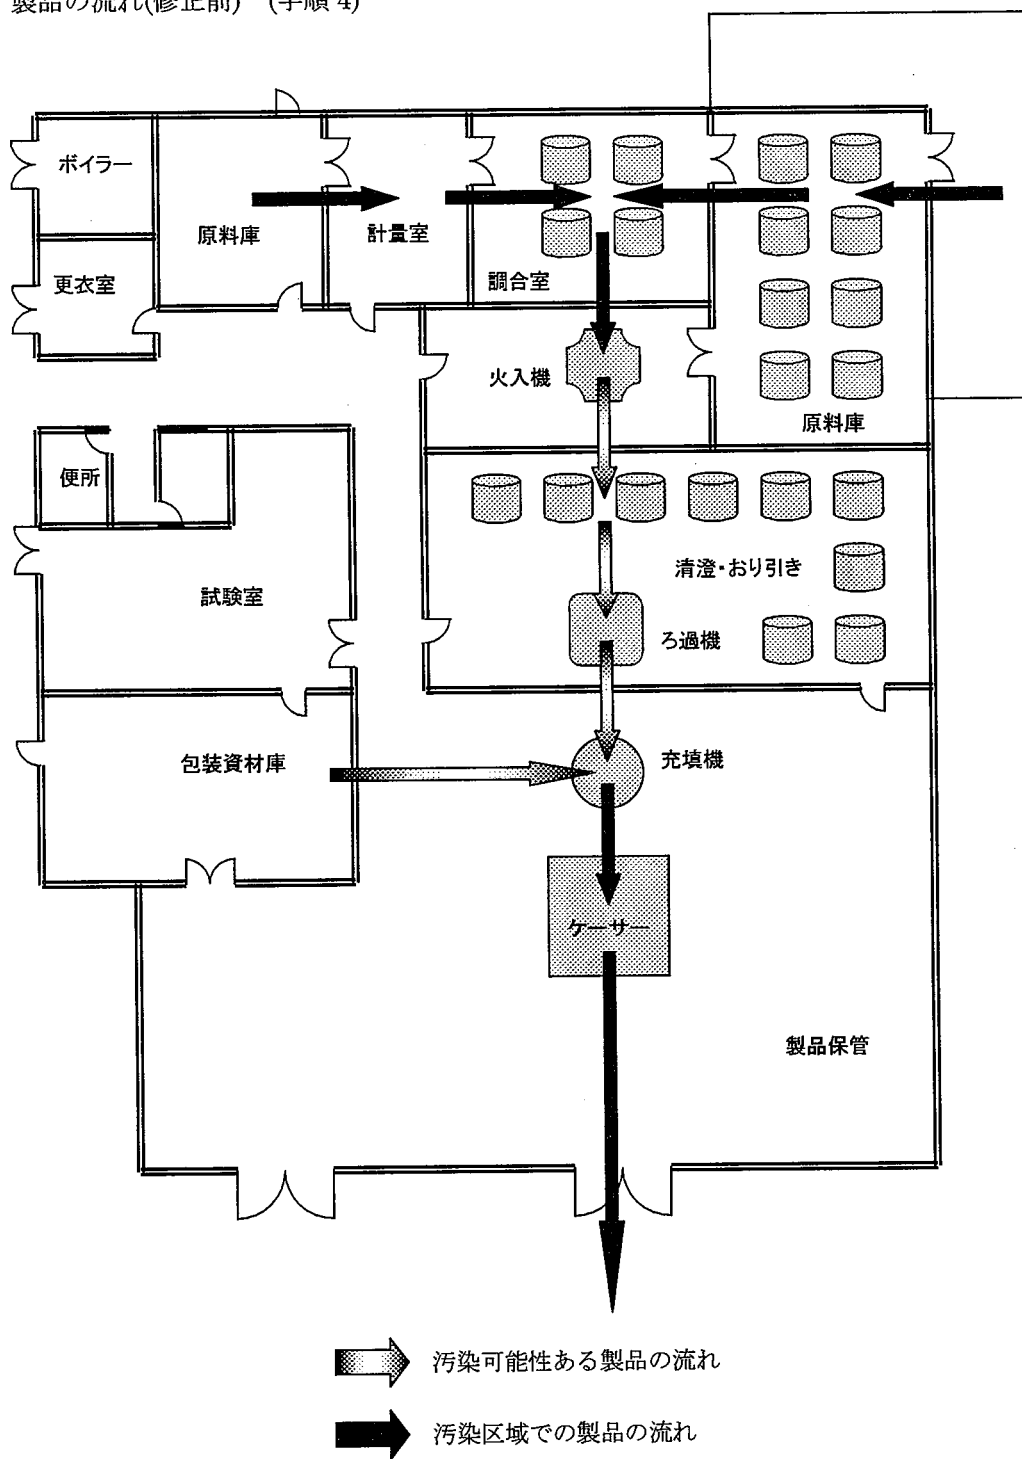 製品の流れ(修正前) (手順4)
ボイラー
原料庫
計量室
調合室
更衣室
火入機
原料庫
便所
清澄・おり引き
試験室
ろ過機
包装資材庫
充填機
ケーサー
製品保管
汚染可能性ある製品の流れ
汚染区域での製品の流れ